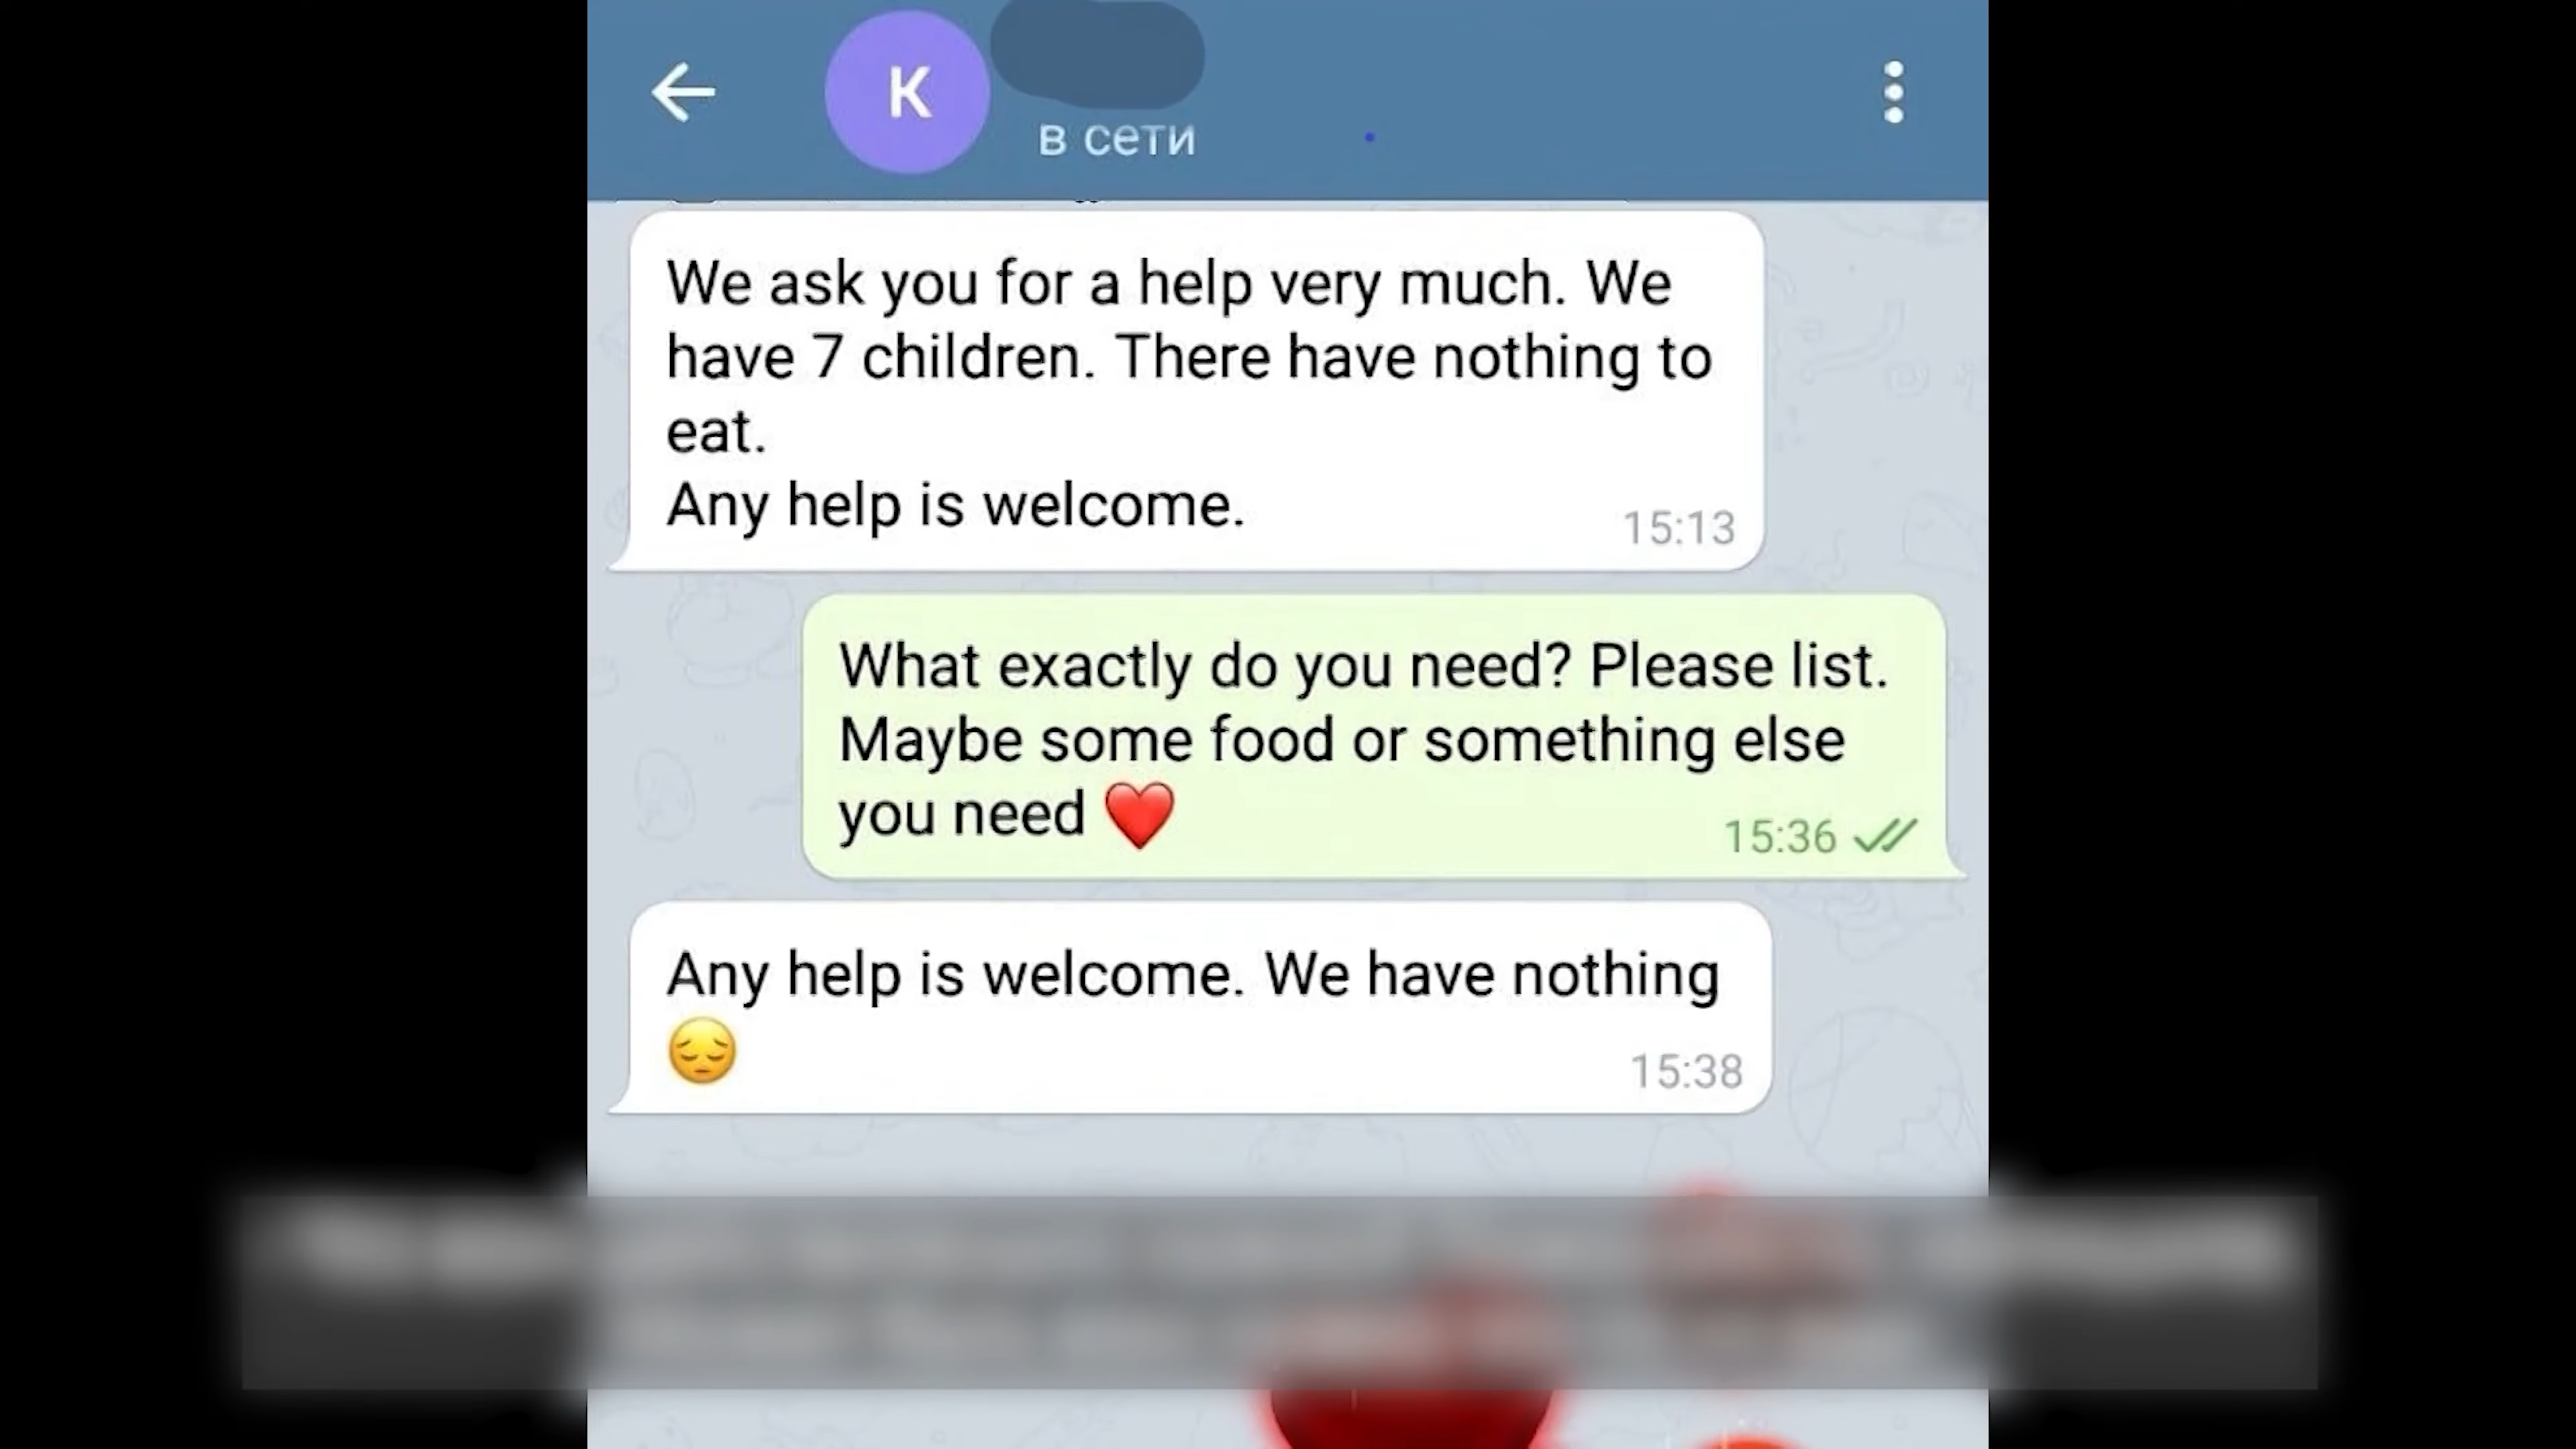 K
в сети
We ask you for a help very much. We
have 7 children. There have nothing to
eat.
Any help is welcome.
15:13
What exactly do you need? Please list.
Maybe some food or something else
you need ❤️
15:36
Any help is welcome. We have nothing
😔
15:38